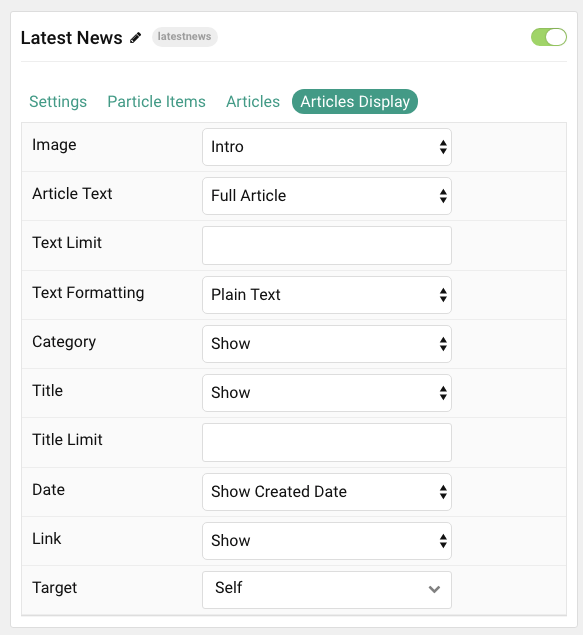 Latest News latestnews
Settings Particle Items Articles Articles Display
Image Intro
Article Text Full Article
Text Limit
Text Formatting Plain Text
Category Show
Title Show
Title Limit
Date Show Created Date
Link Show
Target Self